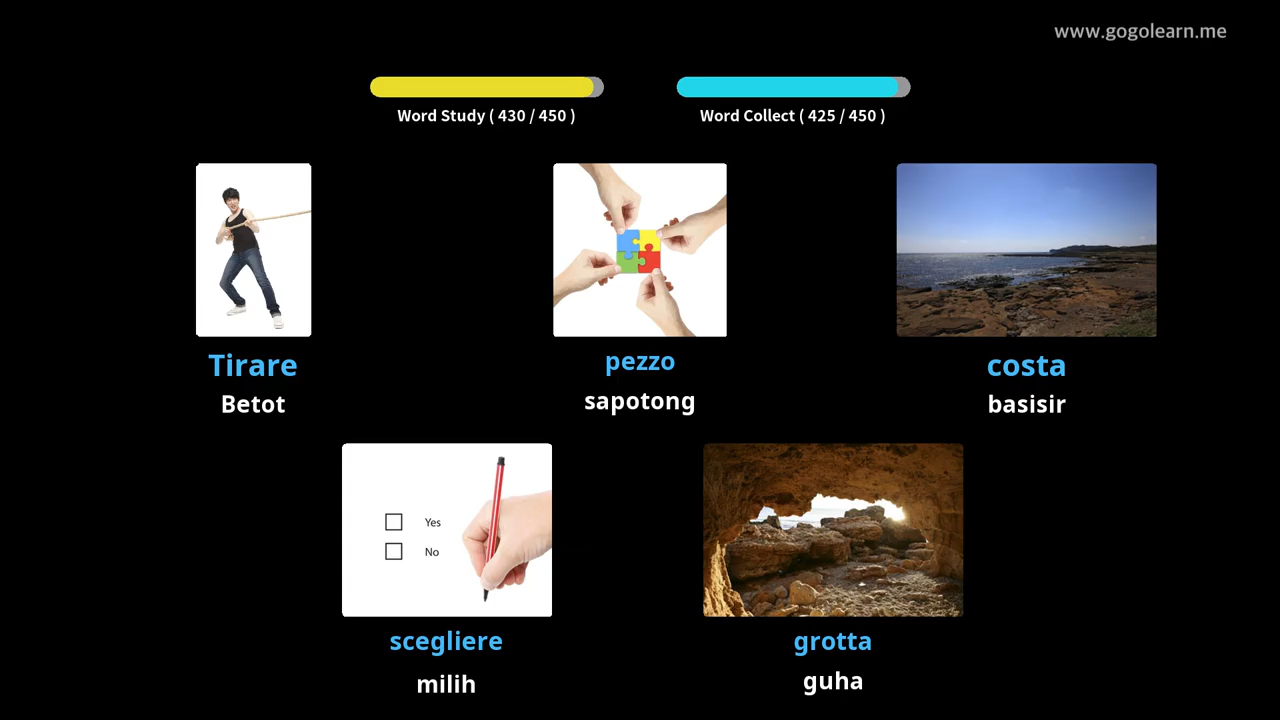 www.gogolearn.me
Word Study ( 430 / 450 )
Word Collect ( 425 / 450 )
Tirare
Betot
pezzo
sapotong
costa
basisir
Yes
No
scegliere
milih
grotta
guha